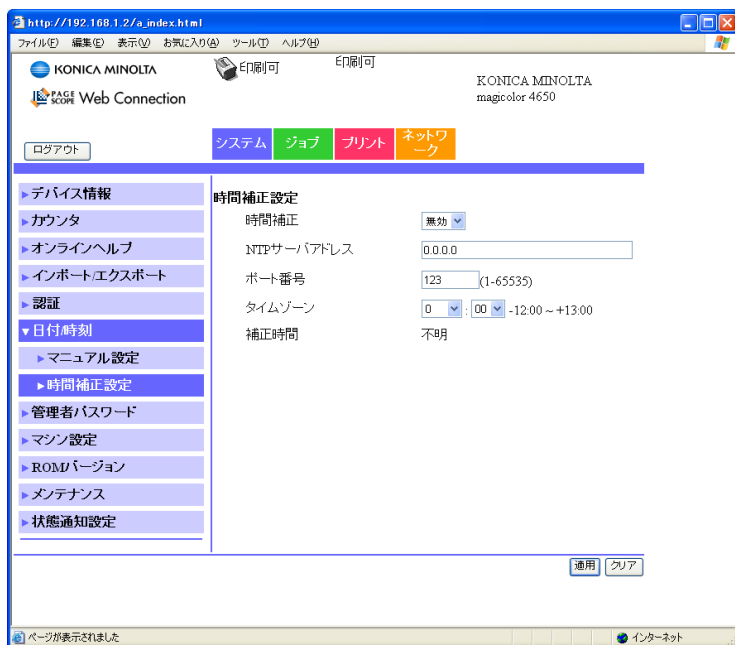 http://192.168.1.2/a_index.html
ファイル(F) 編集(E) 表示(V) お気に入り(A) ツール(T) ヘルプ(H)
KONICA MINOLTA
印刷可
印刷可
KONICA MINOLTA
magicolor 4650
PAGE SCOPE Web Connection
ログアウト
システム
ジョブ
プリント
ネットワーク
デバイス情報
カウンタ
オンラインヘルプ
インポート/エクスポート
認証
日付/時刻
マニュアル設定
時間補正設定
管理者パスワード
マシン設定
ROMバージョン
メンテナンス
状態通知設定
時間補正設定
時間補正 無効
NTPサーバアドレス 0.0.0.0
ポート番号 123 (1-65535)
タイムゾーン 0 : 00 -12:00 ~ +13:00
補正時間 不明
適用 クリア
ページが表示されました
インターネット